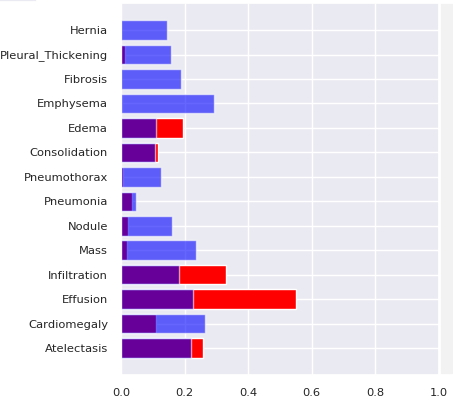 Hernia
Pleural_Thickening
Fibrosis
Emphysema
Edema
Consolidation
Pneumothorax
Pneumonia
Nodule
Mass
Infiltration
Effusion
Cardiomegaly
Atelectasis
0.0 0.2 0.4 0.6 0.8 1.0